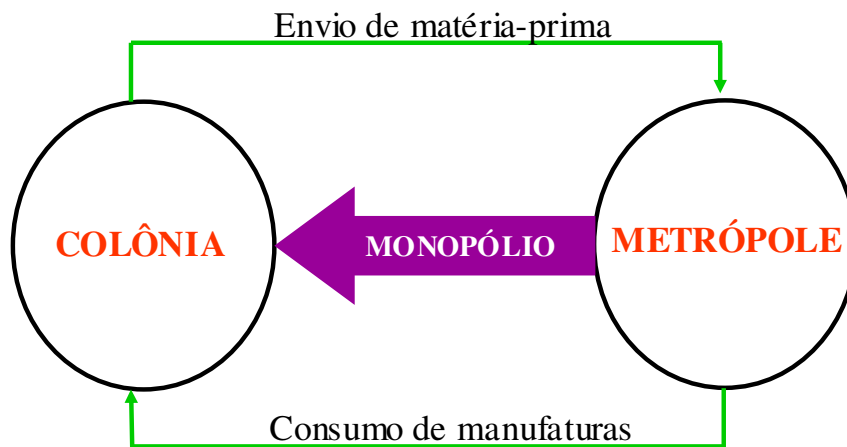 Envio de matéria-prima
COLÔNIA
MONOPÓLIO
METRÓPOLE
Consumo de manufaturas